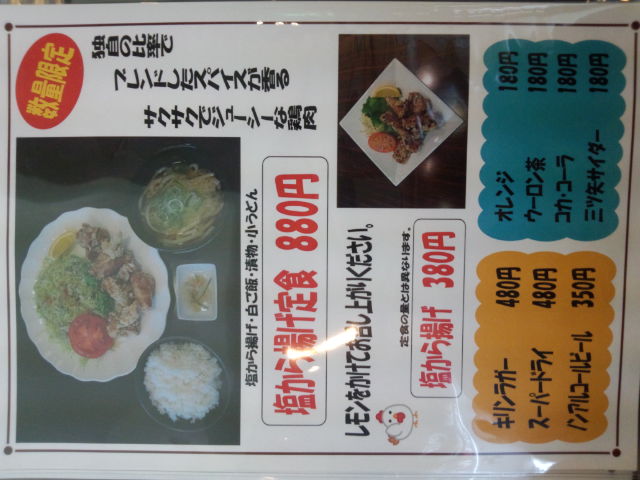 数量限定
独自の比率で
ブレンドしたスパイスが香る
サクサクでジューシーな鶏肉
塩から揚げ・白ご飯・漬物・小うどん
塩から揚げ定食 880円
レモンをかけてお召し上がりください。
定食の量とは異なります。
塩から揚げ 380円
オレンジ 180円
ウーロン茶 180円
コカ・コーラ 180円
三ツ矢サイダー 180円
キリンラガー 480円
スーパードライ 480円
ノンアルコールビール 350円